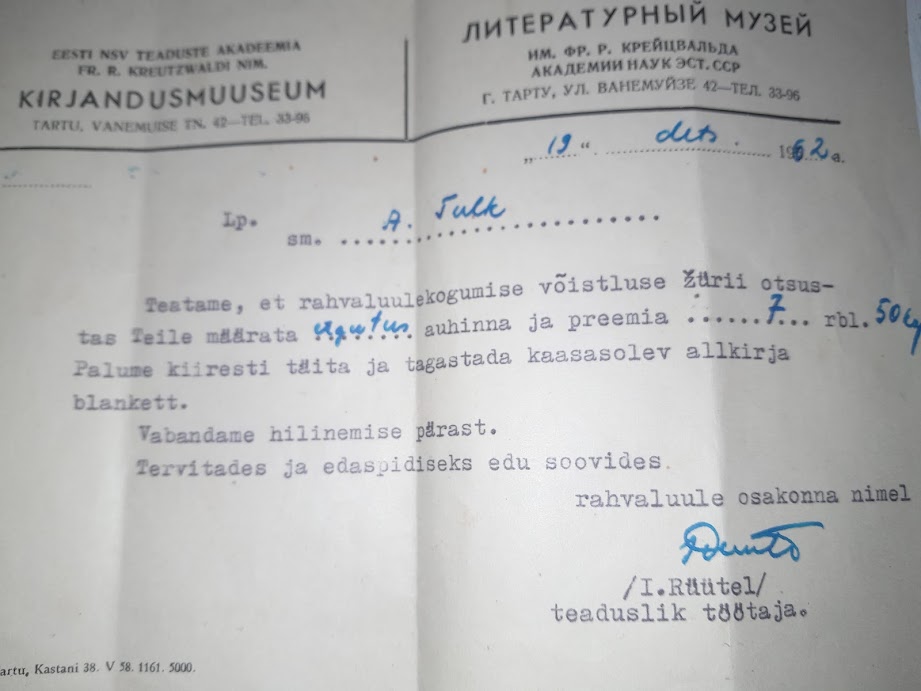 EESTI NSV TEADUSTE AKADEEMIA
FR. R. KREUTZWALDI NIM.
KIRJANDUSMUUSEUM
TARTU, VANEMUISE TN. 42—TEL. 33-96
ЛИТЕРАТУРНЫЙ МУЗЕЙ
ИМ. ФР. Р. КРЕЙЦВАЛЬДА
АКАДЕМИИ НАУК ЭСТ. ССР
Г. ТАРТУ, УЛ. ВАНЕМУЙЗЕ 42—ТЕЛ. 33-96
„19“ dets. 1962 a.
Lp.
sm. A. Tulk
Teatame, et rahvaluulekogumise võistluse žürii otsus-
tas Teile määrata ergutus auhinna ja preemia ......7... rbl. 50 kop
Palume kiiresti täita ja tagastada kaasasolev allkirja
blankett.
Vabandame hilinemise pärast.
Tervitades ja edaspidiseks edu soovides.
rahvaluule osakonna nimel
/I.Rüütel/
teaduslik töötaja.
artu, Kastani 38. V 58. 1161. 5000.